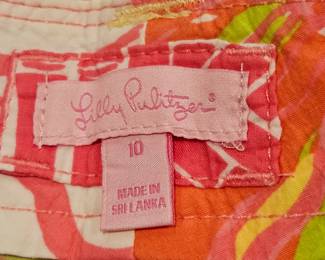 Lilly Pulitzer®
10
MADE IN
SRI LANKA